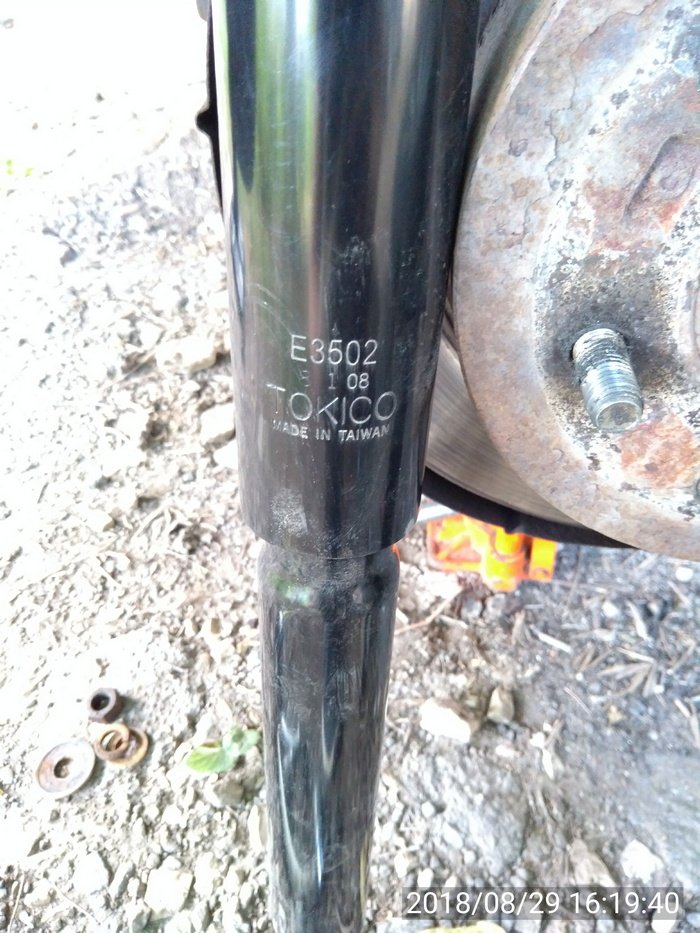 E3502
1 08
TOKICO
MADE IN TAIWAN
2018/08/29 16:19:40